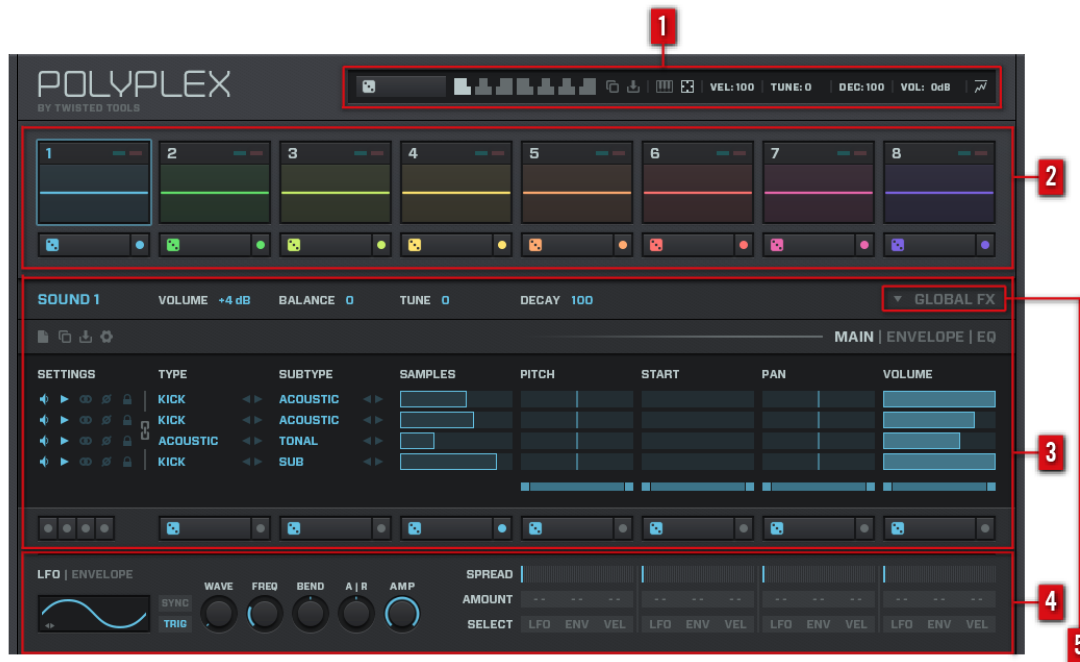 1
POLYPLEX
BY TWISTED TOOLS
VEL: 100 | TUNE: 0 | DEC: 100 | VOL: 0dB
1 2 3 4 5 6 7 8
2
SOUND 1 VOLUME +4 dB BALANCE 0 TUNE 0 DECAY 100 GLOBAL FX
MAIN | ENVELOPE | EQ
SETTINGS TYPE SUBTYPE SAMPLES PITCH START PAN VOLUME
KICK ACOUSTIC
KICK ACOUSTIC
ACOUSTIC TONAL
KICK SUB
3
LFO | ENVELOPE
WAVE FREQ BEND A | R AMP
SYNC
TRIG
SPREAD
AMOUNT -- -- -- -- -- -- -- -- -- -- -- --
SELECT LFO ENV VEL LFO ENV VEL LFO ENV VEL LFO ENV VEL
4
5